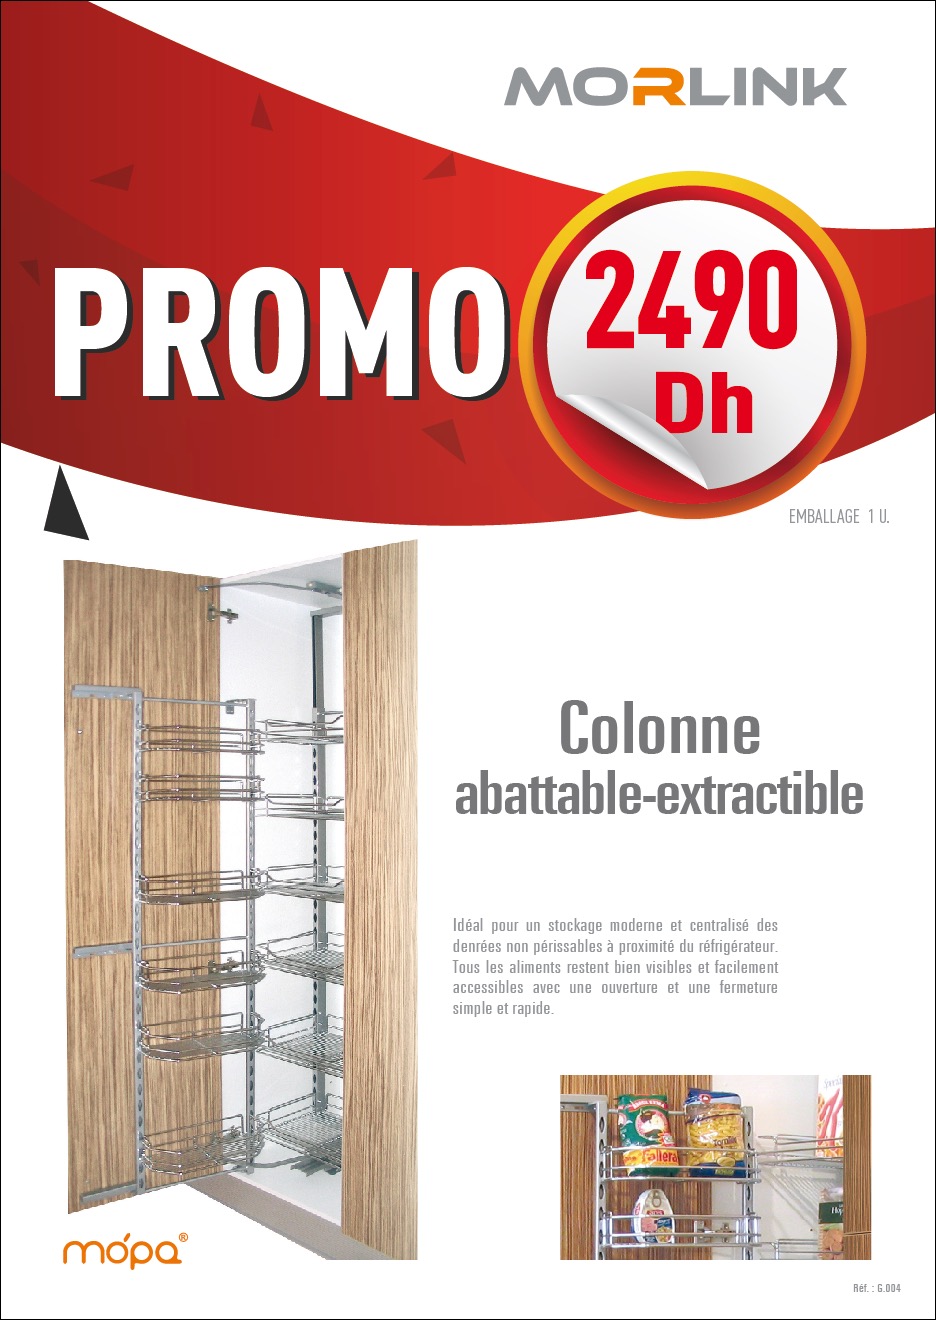 MORLINK
PROMO
2490
Dh
EMBALLAGE 1 U.
Colonne
abattable-extractible
Idéal pour un stockage moderne et centralisé des
denrées non périssables à proximité du réfrigérateur.
Tous les aliments restent bien visibles et facilement
accessibles avec une ouverture et une fermeture
simple et rapide.
mópa®
Réf. : G.004